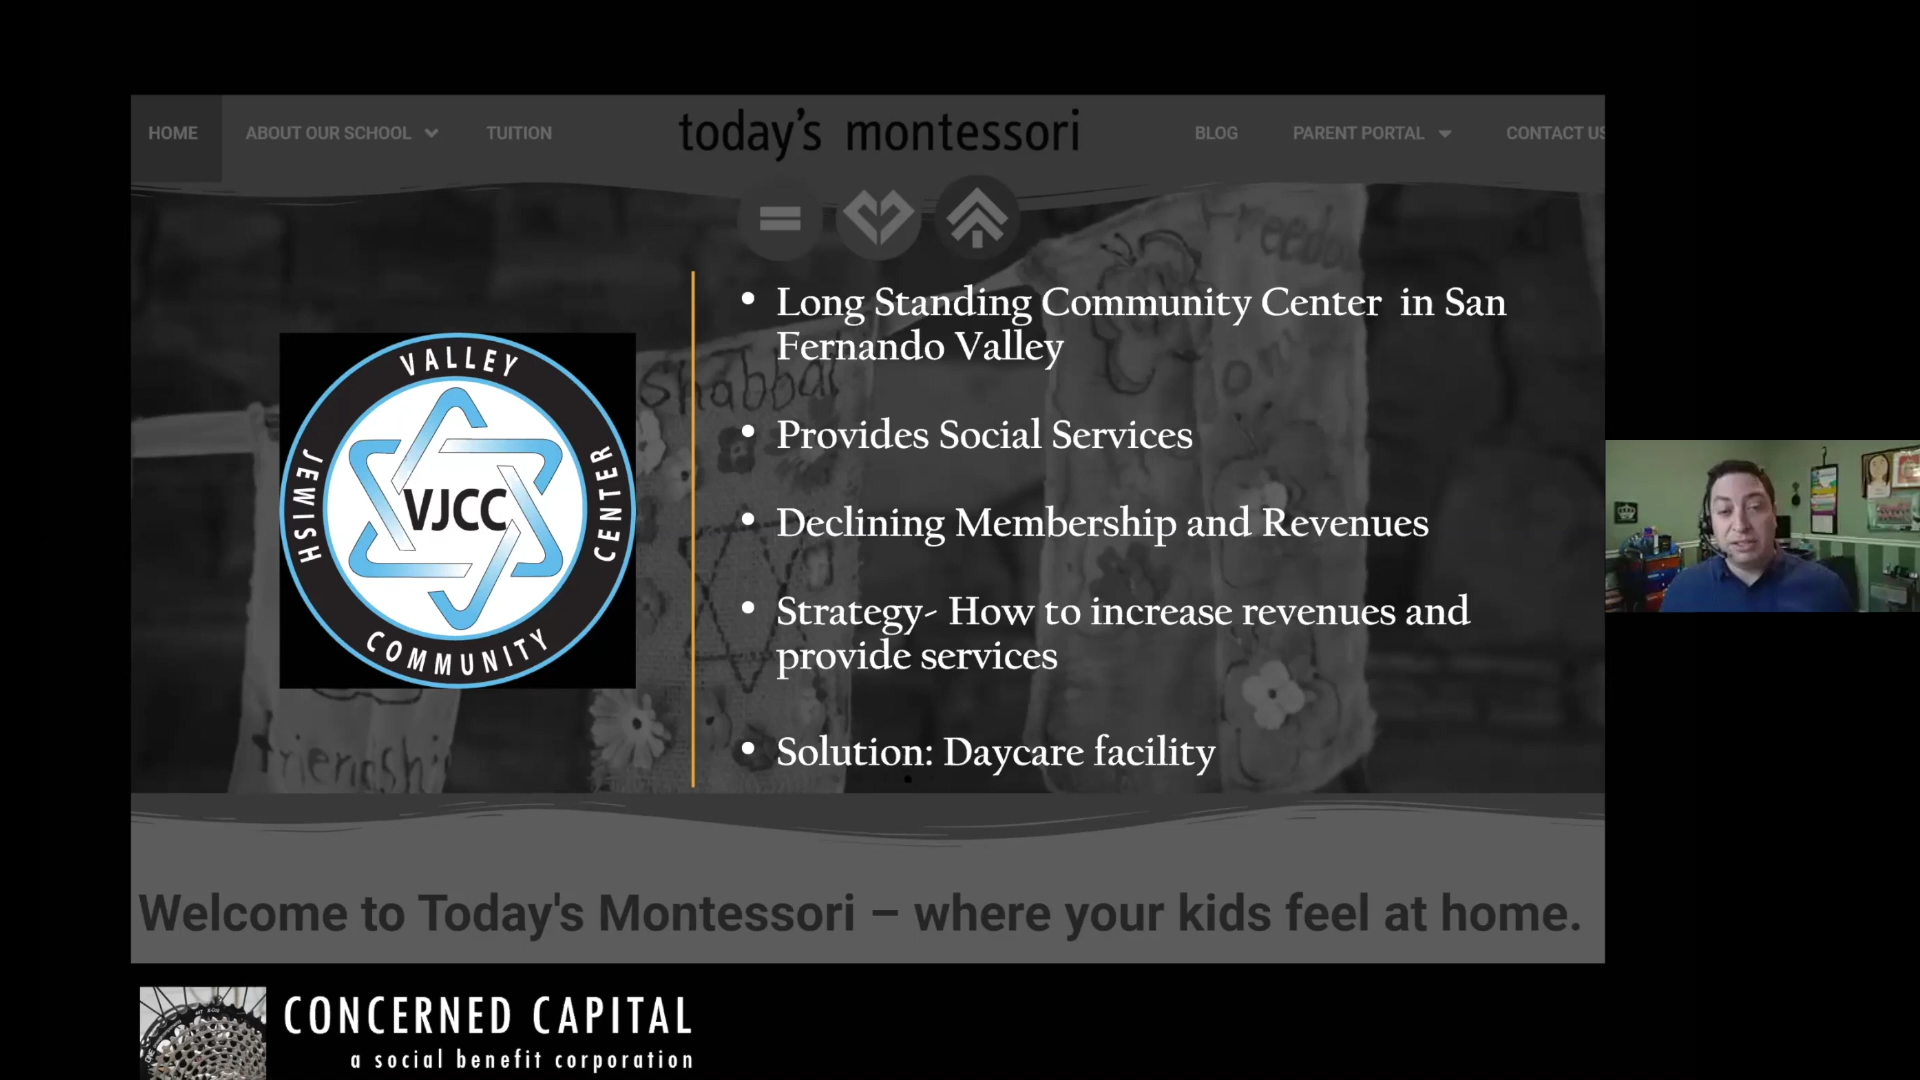 HOME ABOUT OUR SCHOOL TUITION today's montessori BLOG PARENT PORTAL CONTACT US
Freedom
Shabbat
friendshi
VALLEY
JEWISH
VJCC
CENTER
COMMUNITY
• Long Standing Community Center in San
Fernando Valley
• Provides Social Services
• Declining Membership and Revenues
• Strategy- How to increase revenues and
provide services
• Solution: Daycare facility
Welcome to Today's Montessori – where your kids feel at home.
CONCERNED CAPITAL
a social benefit corporation